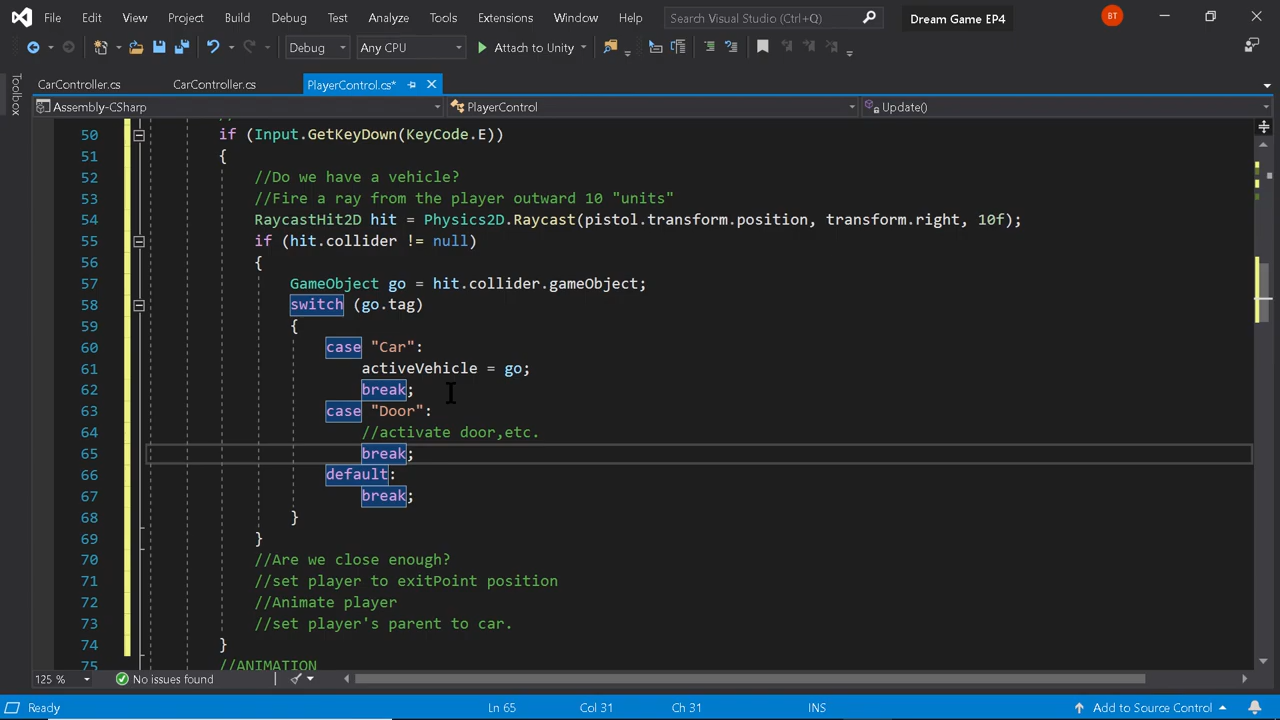 File Edit View Project Build Debug Test Analyze Tools Extensions Window Help Search Visual Studio (Ctrl+Q) Dream Game EP4 BT
Debug Any CPU Attach to Unity
Toolbox
CarController.cs CarController.cs PlayerControl.cs*
Assembly-CSharp PlayerControl Update()
50 if (Input.GetKeyDown(KeyCode.E))
51 {
52 //Do we have a vehicle?
53 //Fire a ray from the player outward 10 "units"
54 RaycastHit2D hit = Physics2D.Raycast(pistol.transform.position, transform.right, 10f);
55 if (hit.collider != null)
56 {
57 GameObject go = hit.collider.gameObject;
58 switch (go.tag)
59 {
60 case "Car":
61 activeVehicle = go;
62 break;
63 case "Door":
64 //activate door,etc.
65 break;
66 default:
67 break;
68 }
69 }
70 //Are we close enough?
71 //set player to exitPoint position
72 //Animate player
73 //set player's parent to car.
74 }
75 //ANIMATION
125 % No issues found
Ready Ln 65 Col 31 Ch 31 INS Add to Source Control